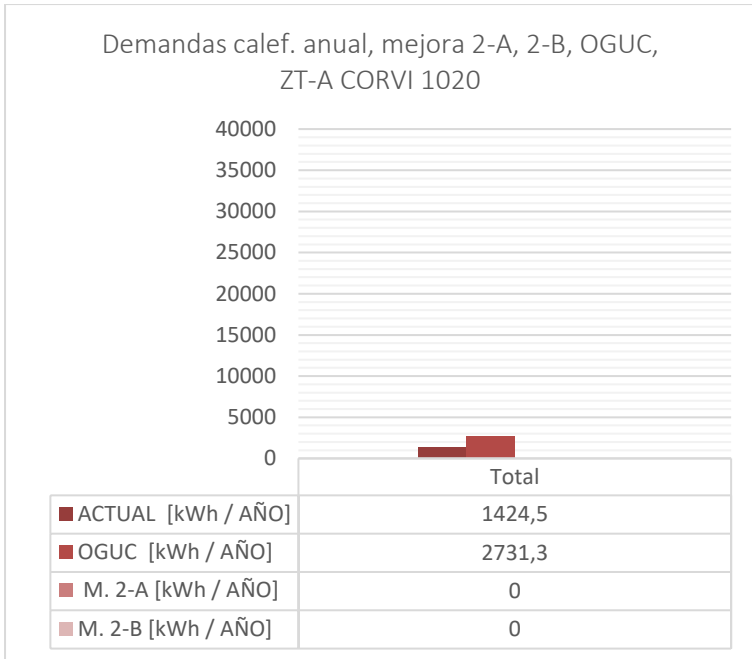 Demandas calef. anual, mejora 2-A, 2-B, OGUC,
ZT-A CORVI 1020
40000
35000
30000
25000
20000
15000
10000
5000
0
Total
ACTUAL [kWh / AÑO] 1424,5
OGUC [kWh / AÑO] 2731,3
M. 2-A [kWh / AÑO] 0
M. 2-B [kWh / AÑO] 0